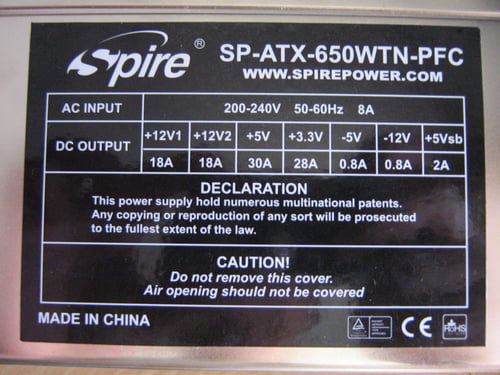 Spire ® SP-ATX-650WTN-PFC
WWW.SPIREPOWER.COM
AC INPUT 200-240V 50-60Hz 8A
DC OUTPUT +12V1 +12V2 +5V +3.3V -5V -12V +5Vsb
18A 18A 30A 28A 0.8A 0.8A 2A
DECLARATION
This power supply hold numerous multinational patents.
Any copying or reproduction of any sort will be prosecuted
to the fullest extent of the law.
CAUTION!
Do not remove this cover.
Air opening should not be covered
MADE IN CHINA CE RoHS